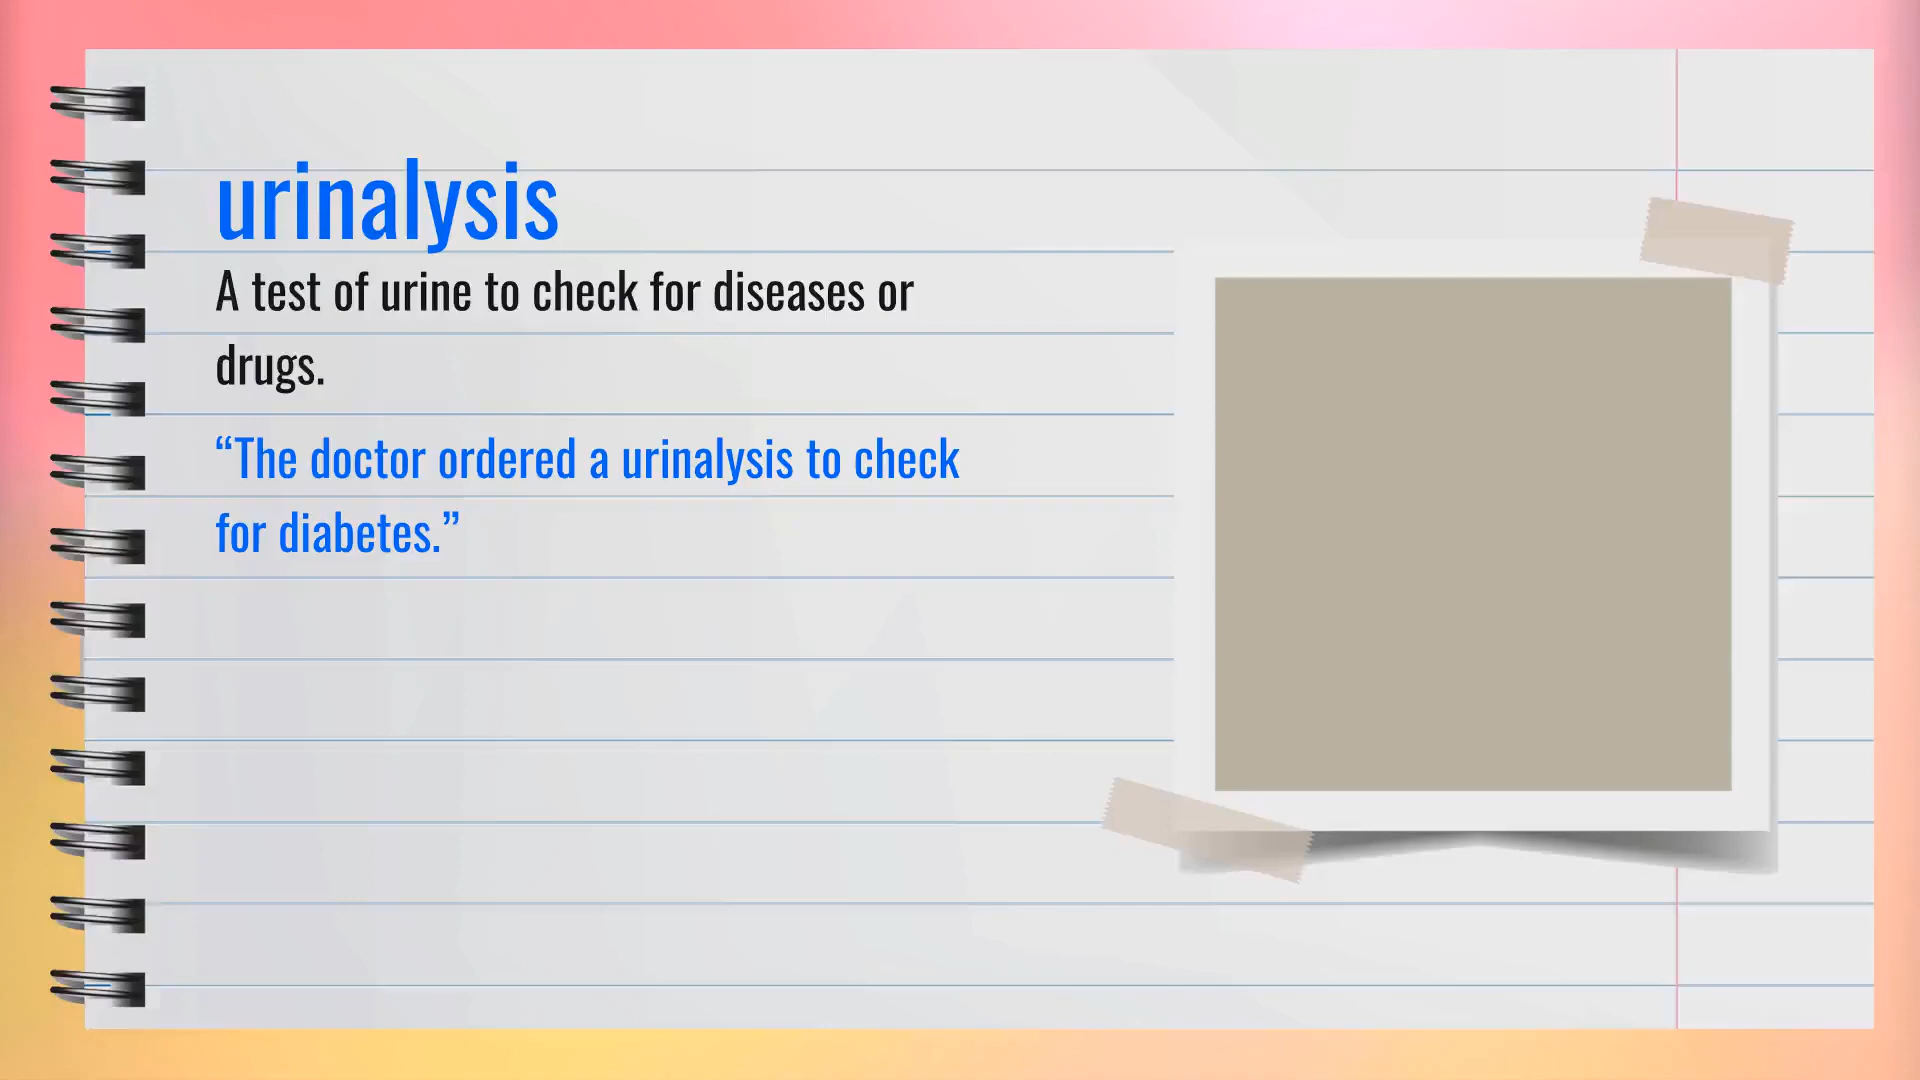 urinalysis
A test of urine to check for diseases or
drugs.
“The doctor ordered a urinalysis to check
for diabetes.”